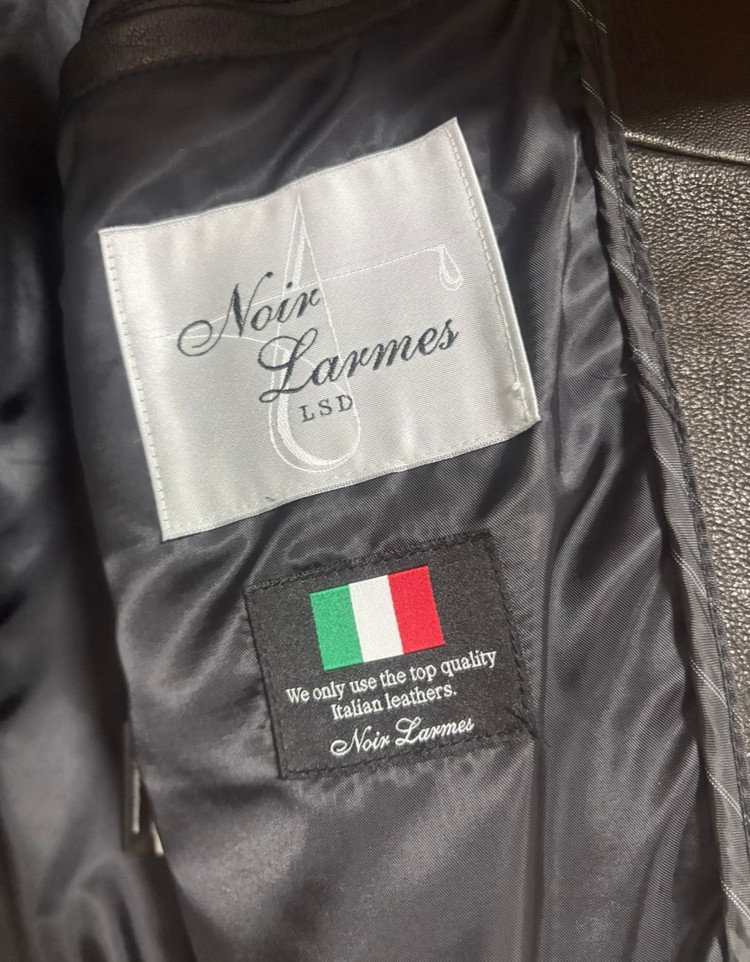 Noir
Larmes
LSD
We only use the top quality
Italian leathers.
Noir Larmes